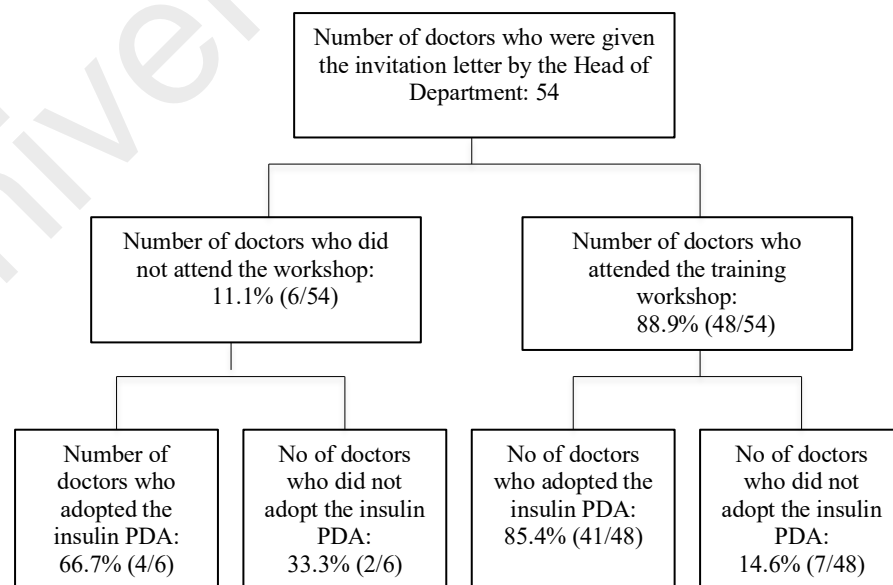 Number of doctors who were given
the invitation letter by the Head of
Department: 54
Number of doctors who did
not attend the workshop:
11.1% (6/54)
Number of doctors who
attended the training
workshop:
88.9% (48/54)
Number of
doctors who
adopted the
insulin PDA:
66.7% (4/6)
No of doctors
who did not
adopt the insulin
PDA:
33.3% (2/6)
No of doctors
who adopted the
insulin PDA:
85.4% (41/48)
No of doctors
who did not
adopt the insulin
PDA:
14.6% (7/48)